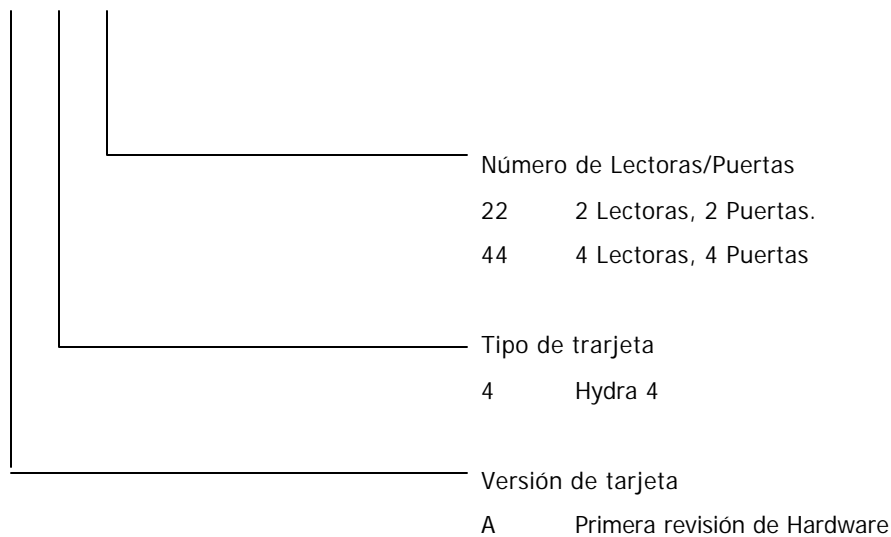 Número de Lectoras/Puertas
22 2 Lectoras, 2 Puertas.
44 4 Lectoras, 4 Puertas
Tipo de trarjeta
4 Hydra 4
Versión de tarjeta
A Primera revisión de Hardware